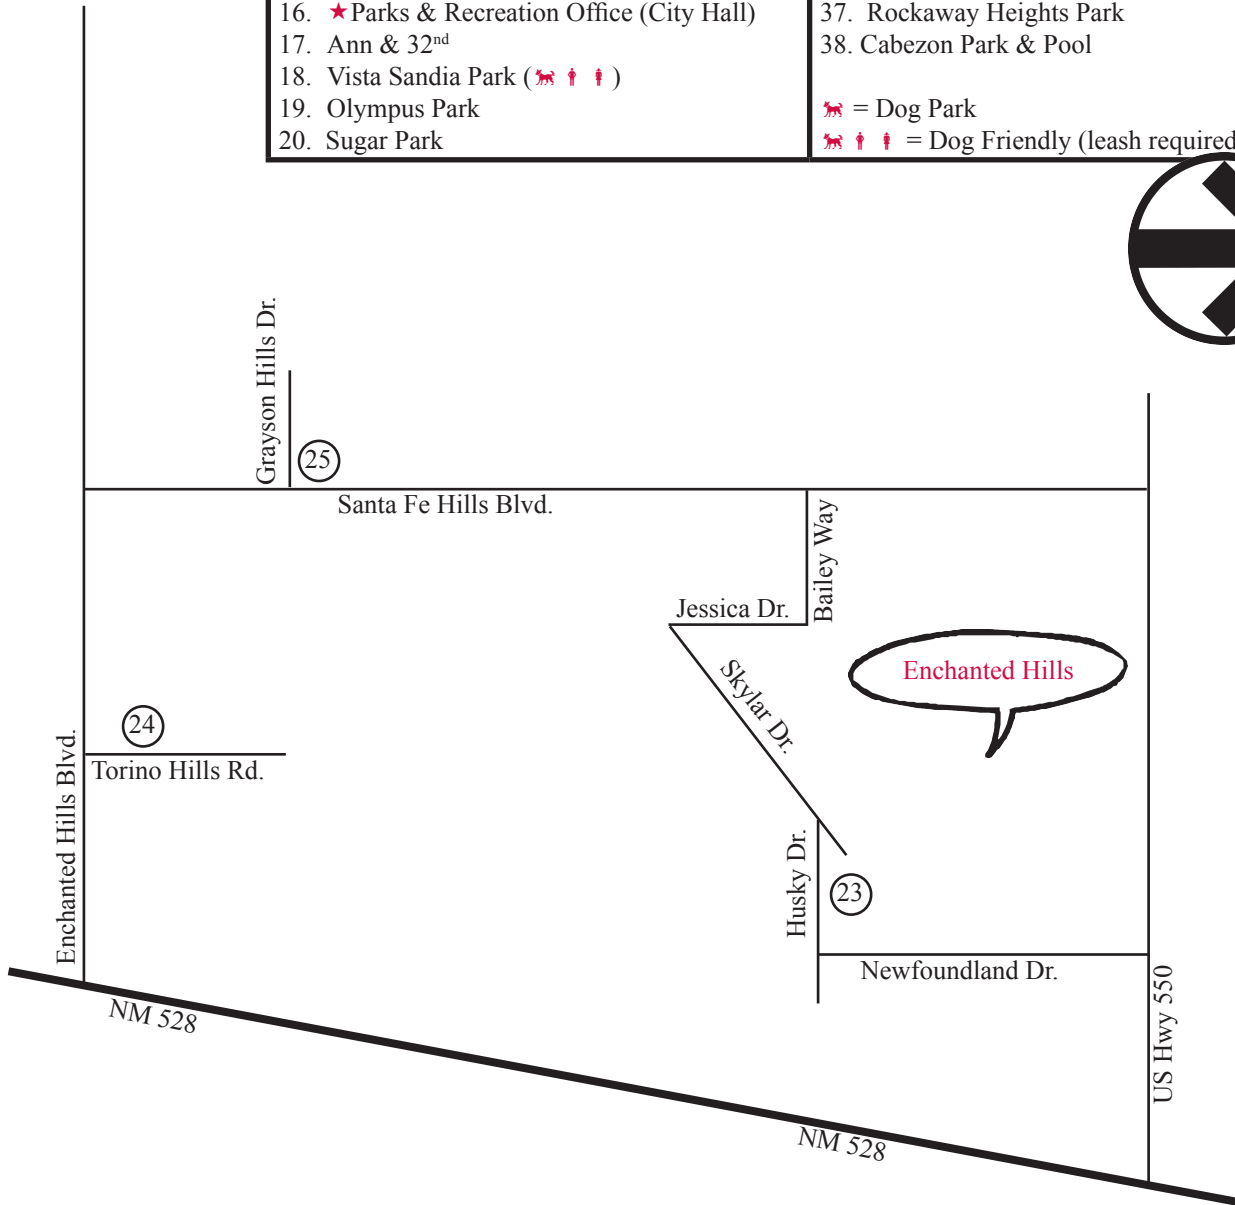 16. ★Parks & Recreation Office (City Hall)
17. Ann & 32nd
18. Vista Sandia Park ( )
19. Olympus Park
20. Sugar Park
37. Rockaway Heights Park
38. Cabezon Park & Pool
= Dog Park
= Dog Friendly (leash required
Grayson Hills Dr.
25
Santa Fe Hills Blvd.
Bailey Way
Jessica Dr.
Skylar Dr.
Enchanted Hills
24
Torino Hills Rd.
Enchanted Hills Blvd.
Husky Dr.
23
Newfoundland Dr.
US Hwy 550
NM 528
NM 528